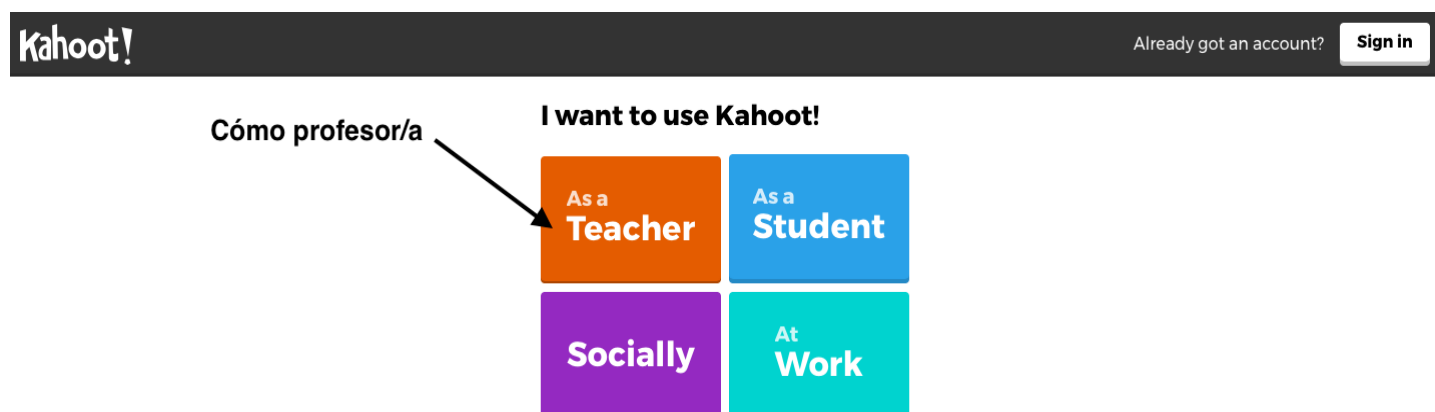 Kahoot!
Already got an account? Sign in
I want to use Kahoot!
Cómo profesor/a
As a
Teacher
As a
Student
Socially
At
Work